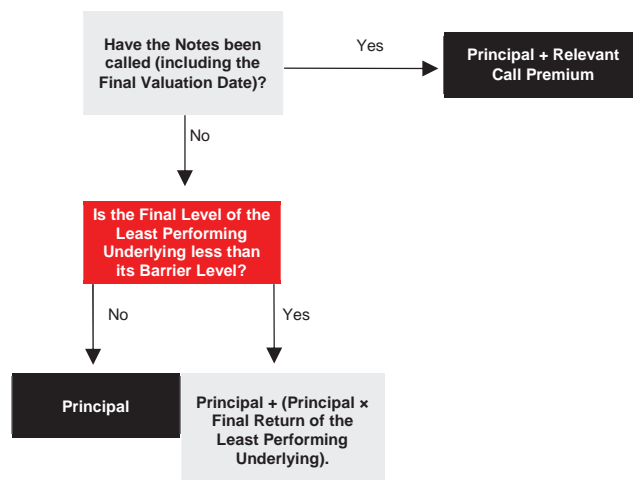 Have the Notes been
called (including the
Final Valuation Date)?
Yes
Principal + Relevant
Call Premium
No
Is the Final Level of the
Least Performing
Underlying less than
its Barrier Level?
No
Yes
Principal
Principal + (Principal ×
Final Return of the
Least Performing
Underlying).